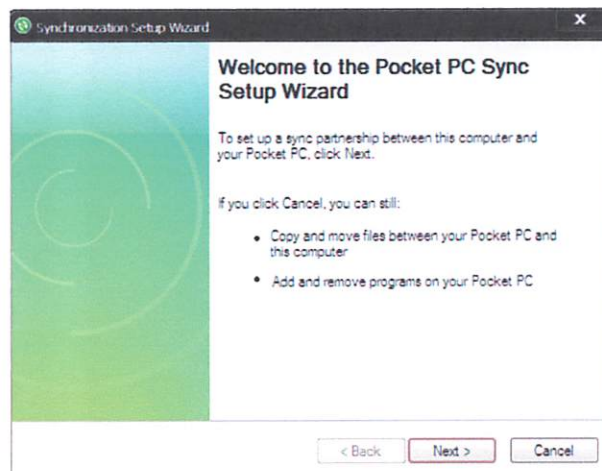 Synchronization Setup Wizard
X
Welcome to the Pocket PC Sync
Setup Wizard
To set up a sync partnership between this computer and
your Pocket PC, click Next.
If you click Cancel, you can still:
• Copy and move files between your Pocket PC and
this computer
• Add and remove programs on your Pocket PC
< Back
Next >
Cancel